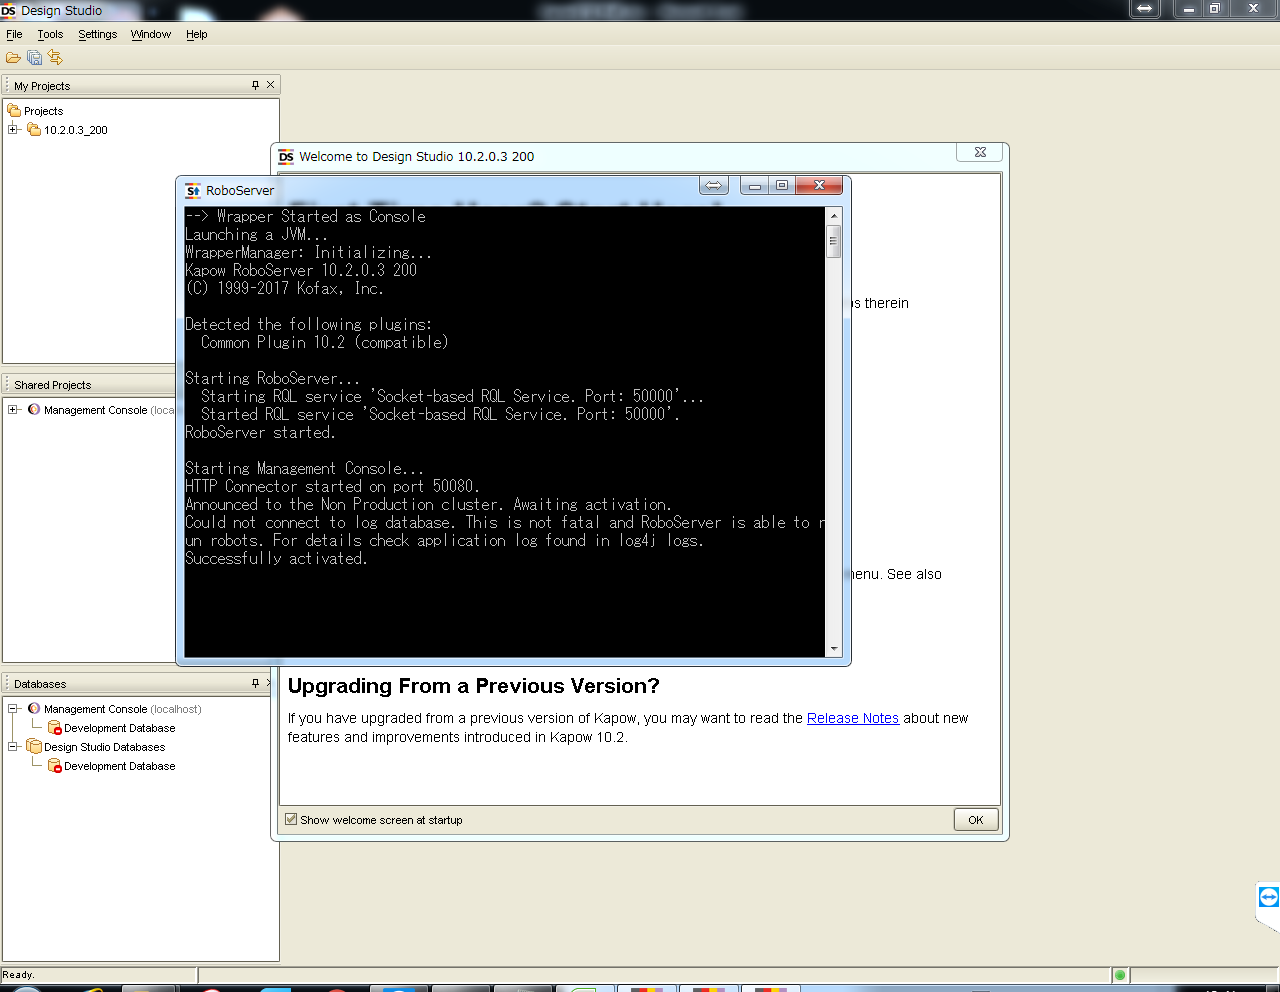 DS Design Studio
File Tools Settings Window Help
My Projects
Projects
10.2.0.3_200
Shared Projects
Management Console (loca
Databases
Management Console (localhost)
Development Database
Design Studio Databases
Development Database
DS Welcome to Design Studio 10.2.0.3 200
St RoboServer
--> Wrapper Started as Console
Launching a JVM...
WrapperManager: Initializing...
Kapow RoboServer 10.2.0.3 200
(C) 1999-2017 Kofax, Inc.
Detected the following plugins:
Common Plugin 10.2 (compatible)
Starting RoboServer...
Starting RQL service 'Socket-based RQL Service. Port: 50000'...
Started RQL service 'Socket-based RQL Service. Port: 50000'.
RoboServer started.
Starting Management Console...
HTTP Connector started on port 50080.
Announced to the Non Production cluster. Awaiting activation.
Could not connect to log database. This is not fatal and RoboServer is able to r
un robots. For details check application log found in log4j logs.
Successfully activated.
therein
menu. See also
Upgrading From a Previous Version?
If you have upgraded from a previous version of Kapow, you may want to read the Release Notes about new
features and improvements introduced in Kapow 10.2.
Show welcome screen at startup
OK
Ready.